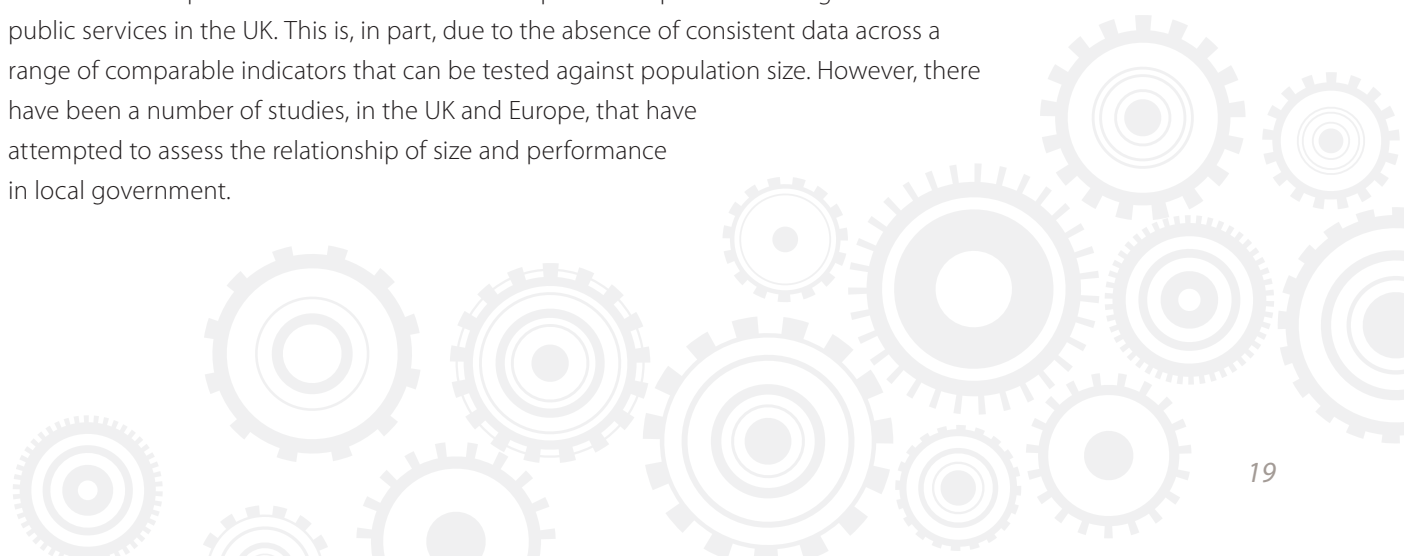 public services in the UK. This is, in part, due to the absence of consistent data across a
range of comparable indicators that can be tested against population size. However, there
have been a number of studies, in the UK and Europe, that have
attempted to assess the relationship of size and performance
in local government.
19